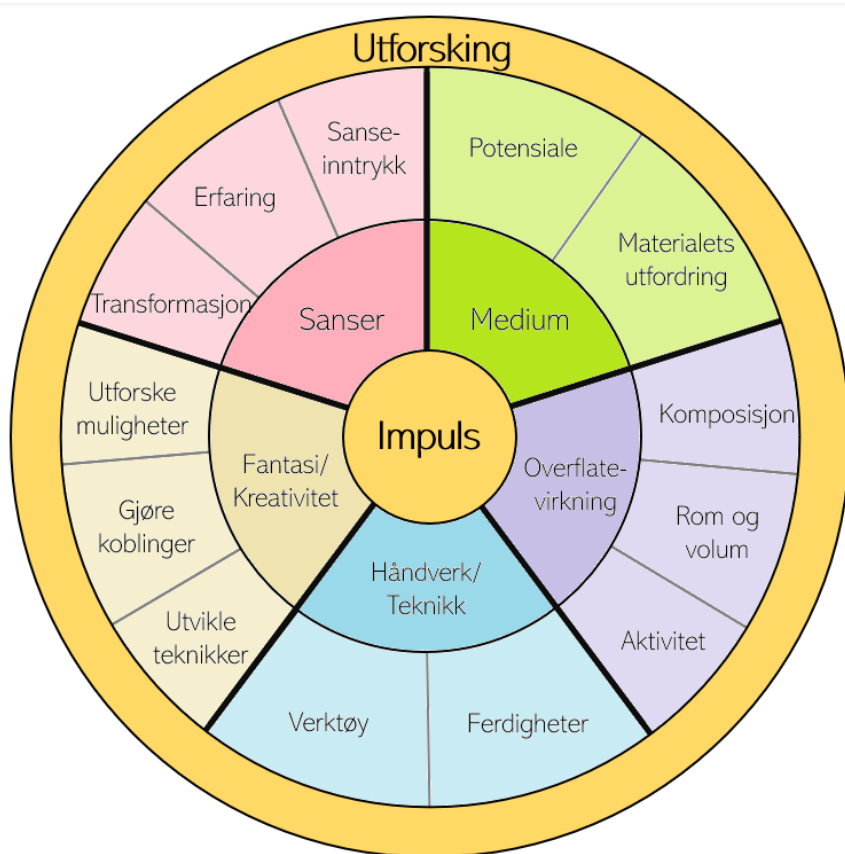 Utforsking
Sanse-
inntrykk
Erfaring
Transformasjon
Sanser
Potensiale
Materialets
utfordring
Medium
Komposisjon
Rom og
volum
Aktivitet
Overflate-
virkning
Ferdigheter
Verktøy
Håndverk/
Teknikk
Utvikle
teknikker
Gjøre
koblinger
Utforske
muligheter
Fantasi/
Kreativitet
Impuls